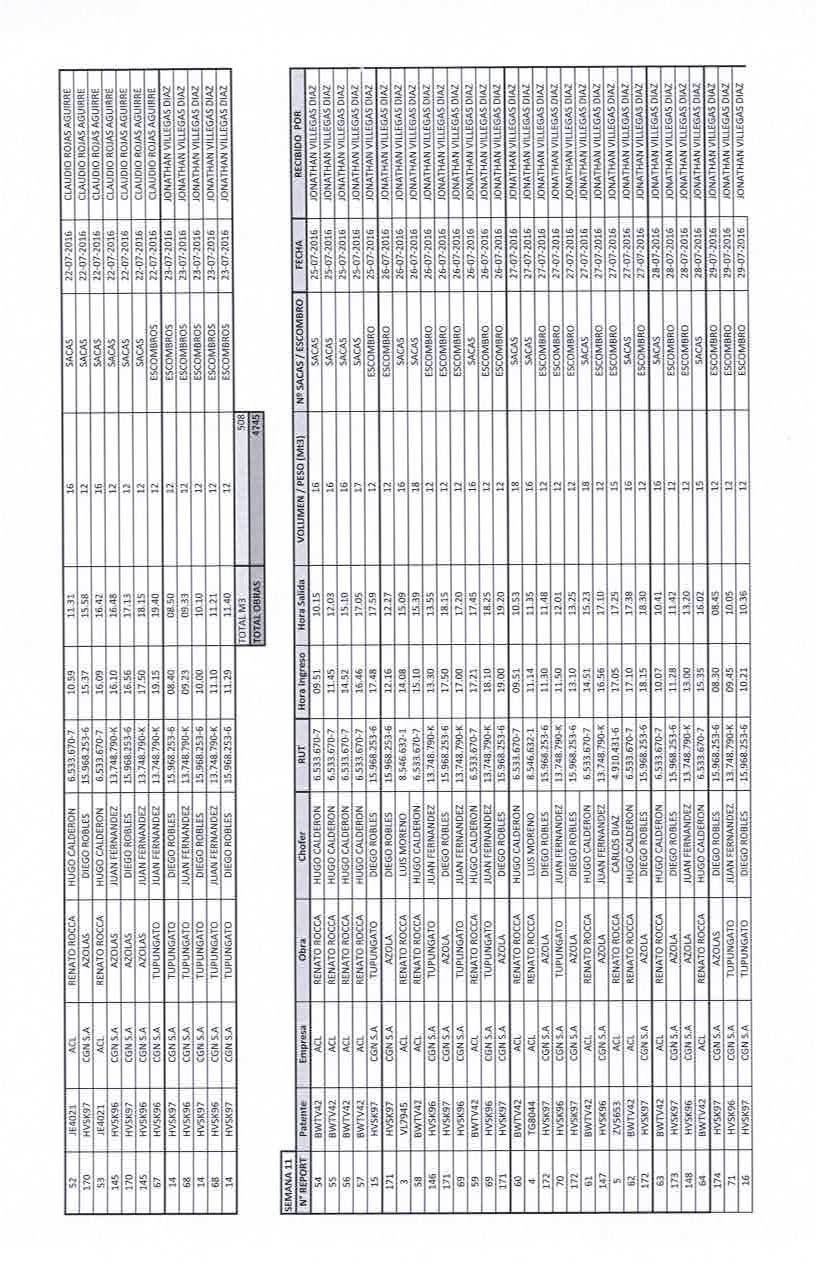 52 JE4021 ACL RENATO ROCCA HUGO CALDERON 6.533.670-7 10.59 11.31 16 SACAS 22-07-2016 CLAUDIO ROJAS AGUIRRE
170 HVSK97 CGN S.A AZOLAS DIEGO ROBLES 15.968.253-6 15.37 15.58 12 SACAS 22-07-2016 CLAUDIO ROJAS AGUIRRE
53 JE4021 ACL RENATO ROCCA HUGO CALDERON 6.533.670-7 16.09 16.42 16 SACAS 22-07-2016 CLAUDIO ROJAS AGUIRRE
145 HVSK96 CGN S.A AZOLAS JUAN FERNANDEZ 13.748.790-K 16.10 16.48 12 SACAS 22-07-2016 CLAUDIO ROJAS AGUIRRE
170 HVSK97 CGN S.A AZOLAS DIEGO ROBLES 15.968.253-6 16.56 17.13 12 SACAS 22-07-2016 CLAUDIO ROJAS AGUIRRE
145 HVSK96 CGN S.A AZOLAS JUAN FERNANDEZ 13.748.790-K 17.50 18.15 12 SACAS 22-07-2016 CLAUDIO ROJAS AGUIRRE
67 HVSK96 CGN S.A TUPUNGATO JUAN FERNANDEZ 13.748.790-K 19.15 19.40 12 ESCOMBROS 22-07-2016 CLAUDIO ROJAS AGUIRRE
14 HVSK97 CGN S.A TUPUNGATO DIEGO ROBLES 15.968.253-6 08.40 08.50 12 ESCOMBROS 23-07-2016 JONATHAN VILLEGAS DIAZ
68 HVSK96 CGN S.A TUPUNGATO JUAN FERNANDEZ 13.748.790-K 09.23 09.33 12 ESCOMBROS 23-07-2016 JONATHAN VILLEGAS DIAZ
14 HVSK97 CGN S.A TUPUNGATO DIEGO ROBLES 15.968.253-6 10.00 10.10 12 ESCOMBROS 23-07-2016 JONATHAN VILLEGAS DIAZ
68 HVSK96 CGN S.A TUPUNGATO JUAN FERNANDEZ 13.748.790-K 11.10 11.21 12 ESCOMBROS 23-07-2016 JONATHAN VILLEGAS DIAZ
14 HVSK97 CGN S.A TUPUNGATO DIEGO ROBLES 15.968.253-6 11.29 11.40 12 ESCOMBROS 23-07-2016 JONATHAN VILLEGAS DIAZ
TOTAL M3 508
TOTAL OBRAS 4745
SEMANA 11
N° REPORT Patente Empresa Obra Chofer RUT Hora Ingreso Hora Salida VOLUMEN / PESO (Mt3) Nº SACAS / ESCOMBRO FECHA RECIBIDO POR
54 BWTV42 ACL RENATO ROCCA HUGO CALDERON 6.533.670-7 09.51 10.15 16 SACAS 25-07-2016 JONATHAN VILLEGAS DIAZ
55 BWTV42 ACL RENATO ROCCA HUGO CALDERON 6.533.670-7 11.45 12.03 16 SACAS 25-07-2016 JONATHAN VILLEGAS DIAZ
56 BWTV42 ACL RENATO ROCCA HUGO CALDERON 6.533.670-7 14.52 15.10 16 SACAS 25-07-2016 JONATHAN VILLEGAS DIAZ
57 BWTV42 ACL RENATO ROCCA HUGO CALDERON 6.533.670-7 16.46 17.05 17 SACAS 25-07-2016 JONATHAN VILLEGAS DIAZ
15 HVSK97 CGN S.A TUPUNGATO DIEGO ROBLES 15.968.253-6 17.48 17.59 12 ESCOMBRO 25-07-2016 JONATHAN VILLEGAS DIAZ
171 HVSK97 CGN S.A AZOLA DIEGO ROBLES 15.968.253-6 12.16 12.27 12 ESCOMBRO 26-07-2016 JONATHAN VILLEGAS DIAZ
3 VL7945 ACL RENATO ROCCA LUIS MORENO 8.546.632-1 14.08 15.09 16 SACAS 26-07-2016 JONATHAN VILLEGAS DIAZ
58 BWTV42 ACL RENATO ROCCA HUGO CALDERON 6.533.670-7 15.10 15.39 18 SACAS 26-07-2016 JONATHAN VILLEGAS DIAZ
146 HVSK96 CGN S.A TUPUNGATO JUAN FERNANDEZ 13.748.790-K 13.30 13.55 12 ESCOMBRO 26-07-2016 JONATHAN VILLEGAS DIAZ
171 HVSK97 CGN S.A AZOLA DIEGO ROBLES 15.968.253-6 17.50 18.15 12 ESCOMBRO 26-07-2016 JONATHAN VILLEGAS DIAZ
69 HVSK96 CGN S.A TUPUNGATO JUAN FERNANDEZ 13.748.790-K 17.00 17.20 12 ESCOMBRO 26-07-2016 JONATHAN VILLEGAS DIAZ
59 BWTV42 ACL RENATO ROCCA HUGO CALDERON 6.533.670-7 17.21 17.45 16 SACAS 26-07-2016 JONATHAN VILLEGAS DIAZ
69 HVSK96 CGN S.A TUPUNGATO JUAN FERNANDEZ 13.748.790-K 18.10 18.25 12 ESCOMBRO 26-07-2016 JONATHAN VILLEGAS DIAZ
171 HVSK97 CGN S.A AZOLA DIEGO ROBLES 15.968.253-6 19.00 19.20 12 ESCOMBRO 26-07-2016 JONATHAN VILLEGAS DIAZ
60 BWTV42 ACL RENATO ROCCA HUGO CALDERON 6.533.670-7 09.51 10.53 18 SACAS 27-07-2016 JONATHAN VILLEGAS DIAZ
4 TG8044 ACL RENATO ROCCA LUIS MORENO 8.546.632-1 11.14 11.35 16 SACAS 27-07-2016 JONATHAN VILLEGAS DIAZ
172 HVSK97 CGN S.A AZOLA DIEGO ROBLES 15.968.253-6 11.30 11.48 12 ESCOMBRO 27-07-2016 JONATHAN VILLEGAS DIAZ
70 HVSK96 CGN S.A TUPUNGATO JUAN FERNANDEZ 13.748.790-K 11.50 12.01 12 ESCOMBRO 27-07-2016 JONATHAN VILLEGAS DIAZ
172 HVSK97 CGN S.A AZOLA DIEGO ROBLES 15.968.253-6 13.10 13.25 12 ESCOMBRO 27-07-2016 JONATHAN VILLEGAS DIAZ
61 BWTV42 ACL RENATO ROCCA HUGO CALDERON 6.533.670-7 14.51 15.23 18 SACAS 27-07-2016 JONATHAN VILLEGAS DIAZ
147 HVSK96 CGN S.A AZOLA JUAN FERNANDEZ 13.748.790-K 16.56 17.10 12 ESCOMBRO 27-07-2016 JONATHAN VILLEGAS DIAZ
5 ZV5653 ACL RENATO ROCCA CARLOS DIAZ 4.910.431-6 17.05 17.25 15 SACAS 27-07-2016 JONATHAN VILLEGAS DIAZ
62 BWTV42 ACL RENATO ROCCA HUGO CALDERON 6.533.670-7 17.10 17.38 16 SACAS 27-07-2016 JONATHAN VILLEGAS DIAZ
172 HVSK97 CGN S.A AZOLA DIEGO ROBLES 15.968.253-6 18.15 18.30 12 ESCOMBRO 27-07-2016 JONATHAN VILLEGAS DIAZ
63 BWTV42 ACL RENATO ROCCA HUGO CALDERON 6.533.670-7 10.07 10.41 16 SACAS 28-07-2016 JONATHAN VILLEGAS DIAZ
173 HVSK97 CGN S.A AZOLA DIEGO ROBLES 15.968.253-6 11.28 11.42 12 ESCOMBRO 28-07-2016 JONATHAN VILLEGAS DIAZ
148 HVSK96 CGN S.A AZOLA JUAN FERNANDEZ 13.748.790-K 13.00 13.20 12 ESCOMBRO 28-07-2016 JONATHAN VILLEGAS DIAZ
64 BWTV42 ACL RENATO ROCCA HUGO CALDERON 6.533.670-7 15.35 16.02 15 SACAS 28-07-2016 JONATHAN VILLEGAS DIAZ
174 HVSK97 CGN S.A AZOLAS DIEGO ROBLES 15.968.253-6 08.30 08.45 12 ESCOMBRO 29-07-2016 JONATHAN VILLEGAS DIAZ
71 HVSK96 CGN S.A TUPUNGATO JUAN FERNANDEZ 13.748.790-K 09.45 10.05 12 ESCOMBRO 29-07-2016 JONATHAN VILLEGAS DIAZ
16 HVSK97 CGN S.A TUPUNGATO DIEGO ROBLES 15.968.253-6 10.21 10.36 12 ESCOMBRO 29-07-2016 JONATHAN VILLEGAS DIAZ